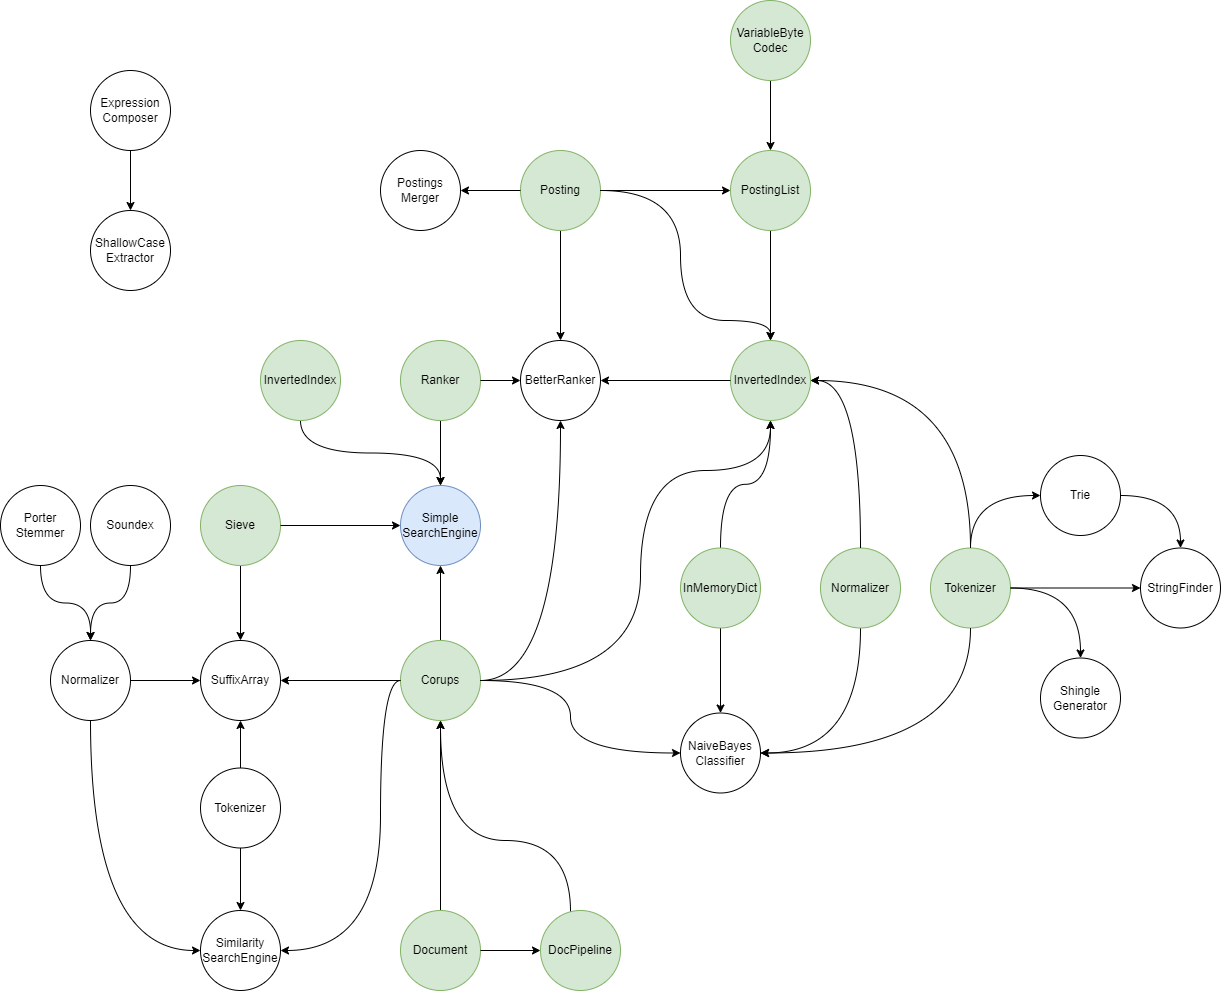 VariableByte
Codec
Expression
Composer
Postings
Merger
Posting
PostingList
ShallowCase
Extractor
InvertedIndex
Ranker
BetterRanker
InvertedIndex
Porter
Stemmer
Soundex
Sieve
Simple
SearchEngine
Trie
InMemoryDict
Normalizer
Tokenizer
StringFinder
Normalizer
SuffixArray
Corups
Shingle
Generator
NaiveBayes
Classifier
Tokenizer
Similarity
SearchEngine
Document
DocPipeline